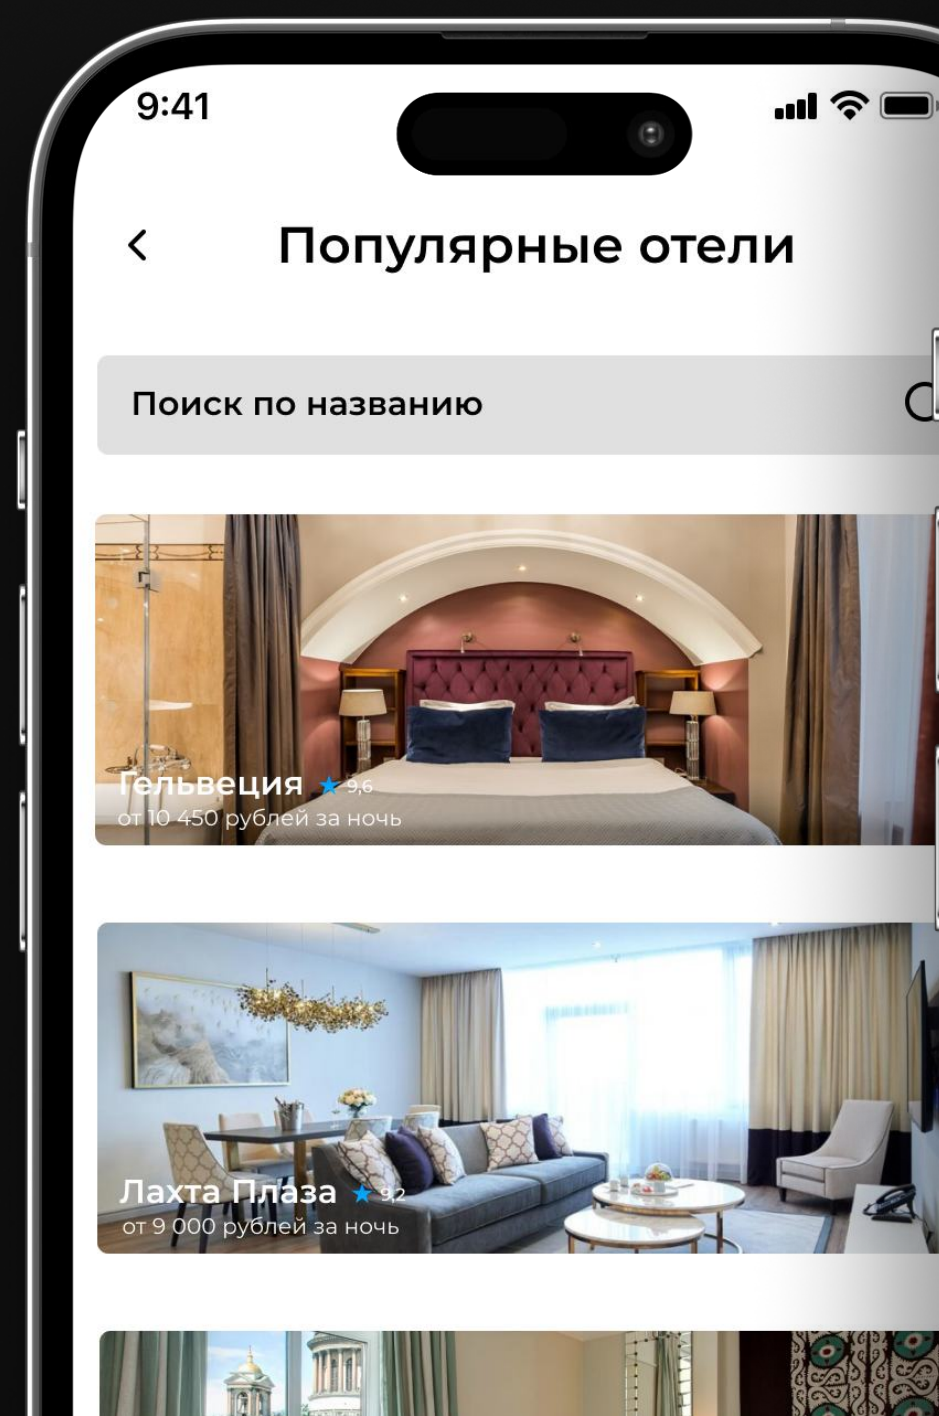 9:41
Популярные отели
Поиск по названию
Гельвеция ★ 9,6
от 10 450 рублей за ночь
Лахта Плаза ★ 9,2
от 9 000 рублей за ночь